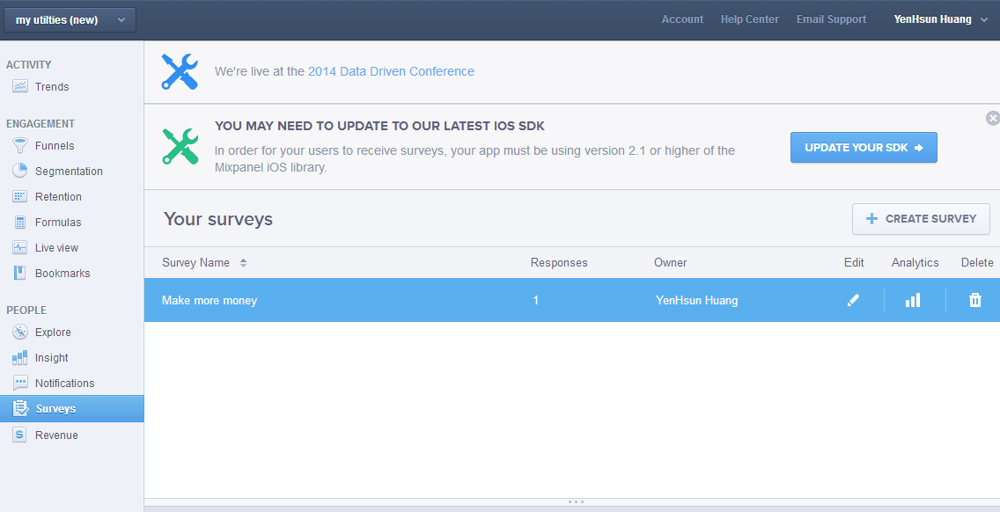 my utilties (new)
Account Help Center Email Support YenHsun Huang
ACTIVITY
Trends
ENGAGEMENT
Funnels
Segmentation
Retention
Formulas
Live view
Bookmarks
PEOPLE
Explore
Insight
Notifications
Surveys
Revenue
We're live at the 2014 Data Driven Conference
YOU MAY NEED TO UPDATE TO OUR LATEST IOS SDK
In order for your users to receive surveys, your app must be using version 2.1 or higher of the
Mixpanel iOS library.
UPDATE YOUR SDK
Your surveys
CREATE SURVEY
Survey Name Responses Owner Edit Analytics Delete
Make more money 1 YenHsun Huang